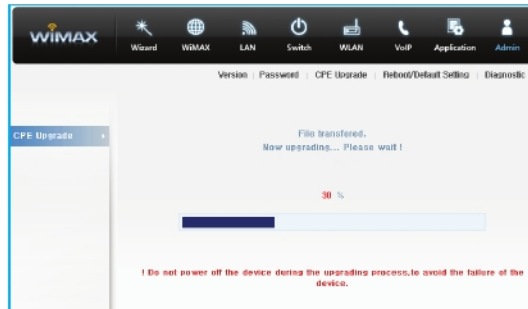 WiMAX
Wizard WiMAX LAN Switch WLAN VoIP Application Admin
Version | Password | CPE Upgrade | Reboot/Default Setting | Diagnostic
CPE Upgrade
File transfered.
Now upgrading... Please wait !
30 %
! Do not power off the device during the upgrading process,to avoid the failure of the
device.